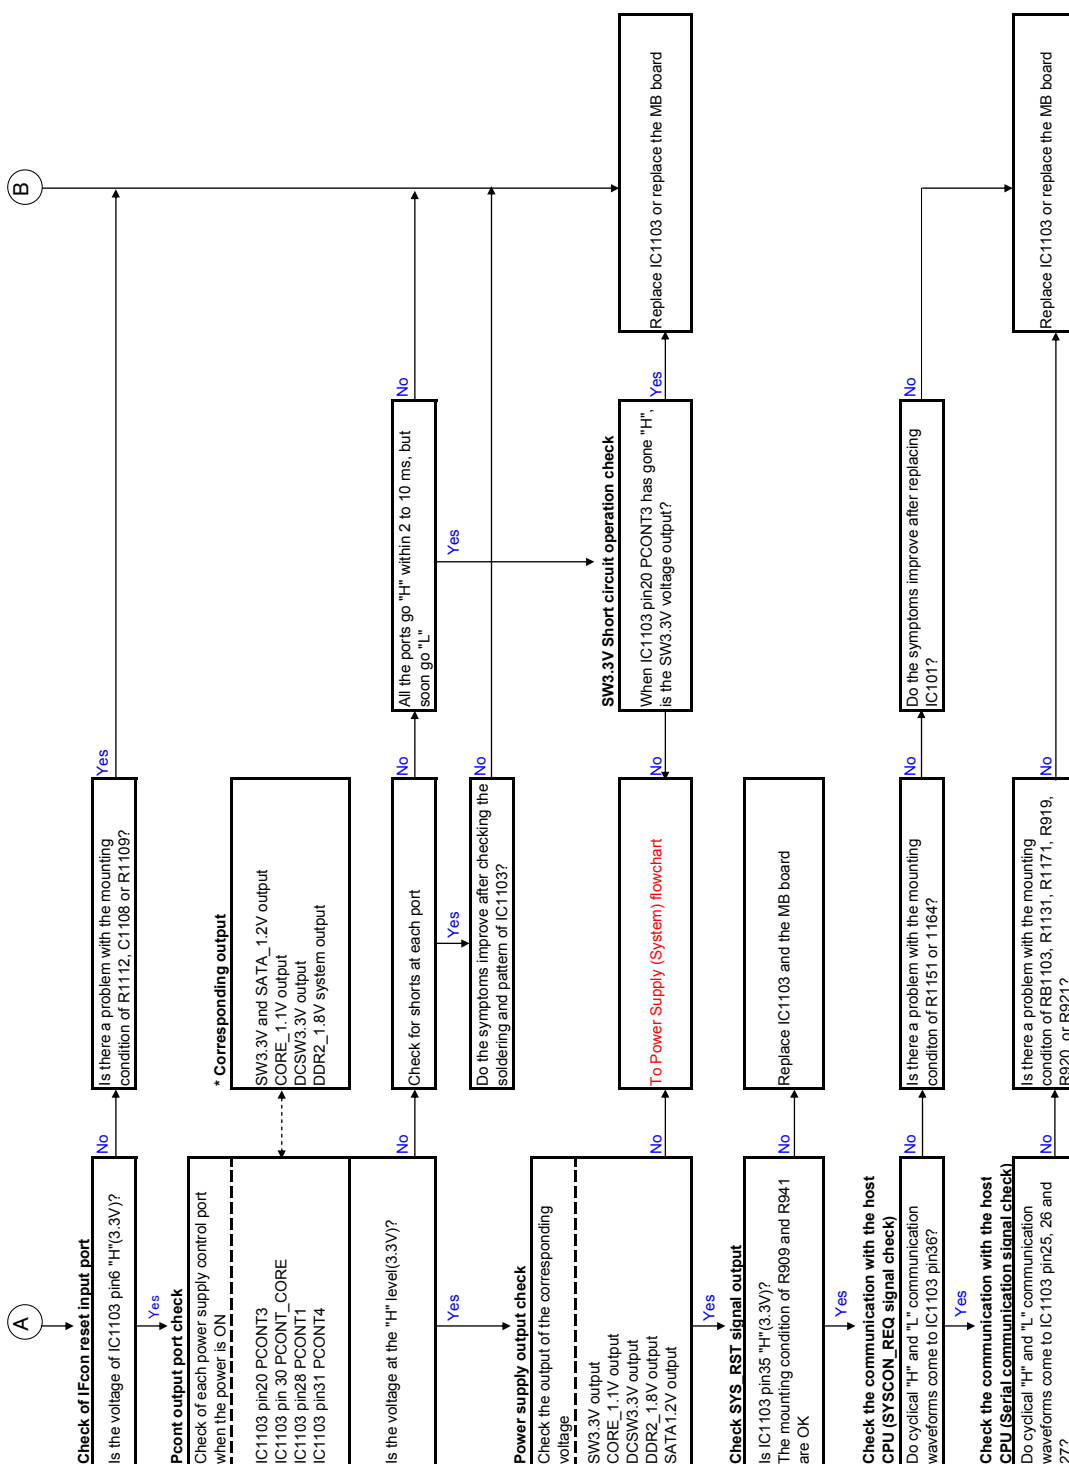 A
B
Check of IFcon reset input port
Is the voltage of IC1103 pin6 "H"(3.3V)?
No
Is there a problem with the mounting
condition of R1112, C1108 or R1109?
Yes
Yes
Pcont output port check
Check of each power supply control port
when the power is ON
IC1103 pin20 PCONT3
IC1103 pin 30 PCONT_CORE
IC1103 pin28 PCONT1
IC1103 pin31 PCONT4
* Corresponding output
SW3.3V and SATA_1.2V output
CORE_1.1V output
DCSW3.3V output
DDR2_1.8V system output
Is the voltage at the "H" level(3.3V)?
No
Check for shorts at each port
No
All the ports go "H" within 2 to 10 ms, but
soon go "L"
No
Yes
Yes
Yes
Do the symptoms improve after checking the
soldering and pattern of IC1103?
No
Power supply output check
Check the output of the corresponding
voltage
SW3.3V output
CORE_1.1V output
DCSW3.3V output
DDR2_1.8V output
SATA1.2V output
No
To Power Supply (System) flowchart
No
SW3.3V Short circuit operation check
When IC1103 pin20 PCONT3 has gone "H",
is the SW3.3V voltage output?
Yes
Replace IC1103 or replace the MB board
Yes
Check SYS_RST signal output
Is IC1103 pin35 "H"(3.3V)?
The mounting condition of R909 and R941
are OK
No
Replace IC1103 and the MB board
Yes
Check the communication with the host
CPU (SYSCON_REQ signal check)
Do cyclical "H" and "L" communication
waveforms come to IC1103 pin36?
No
Is there a problem with the mounting
condition of R1151 or 1164?
No
Do the symptoms improve after replacing
IC101?
No
Yes
Check the communication with the host
CPU (Serial communication signal check)
Do cyclical "H" and "L" communication
waveforms come to IC1103 pin25, 26 and
27?
No
Is there a problem with the mounting
conditon of RB1103, R1131, R1171, R919,
R920, or R921?
No
Replace IC1103 or replace the MB board